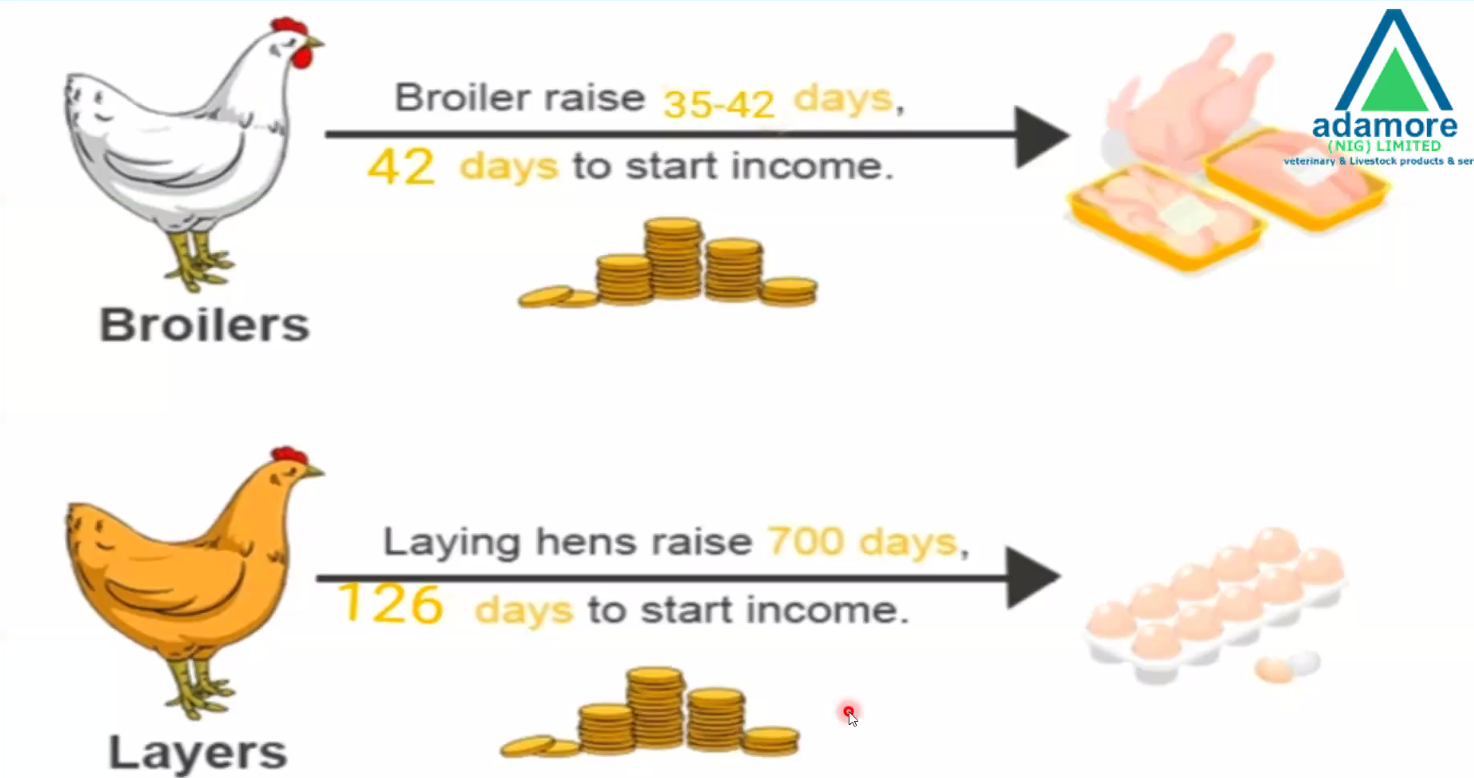 Broiler raise 35-42 days,
42 days to start income.
Broilers
adamore
(NIG) LIMITED
veterinary & Livestock products & ser
Laying hens raise 700 days,
126 days to start income.
Layers